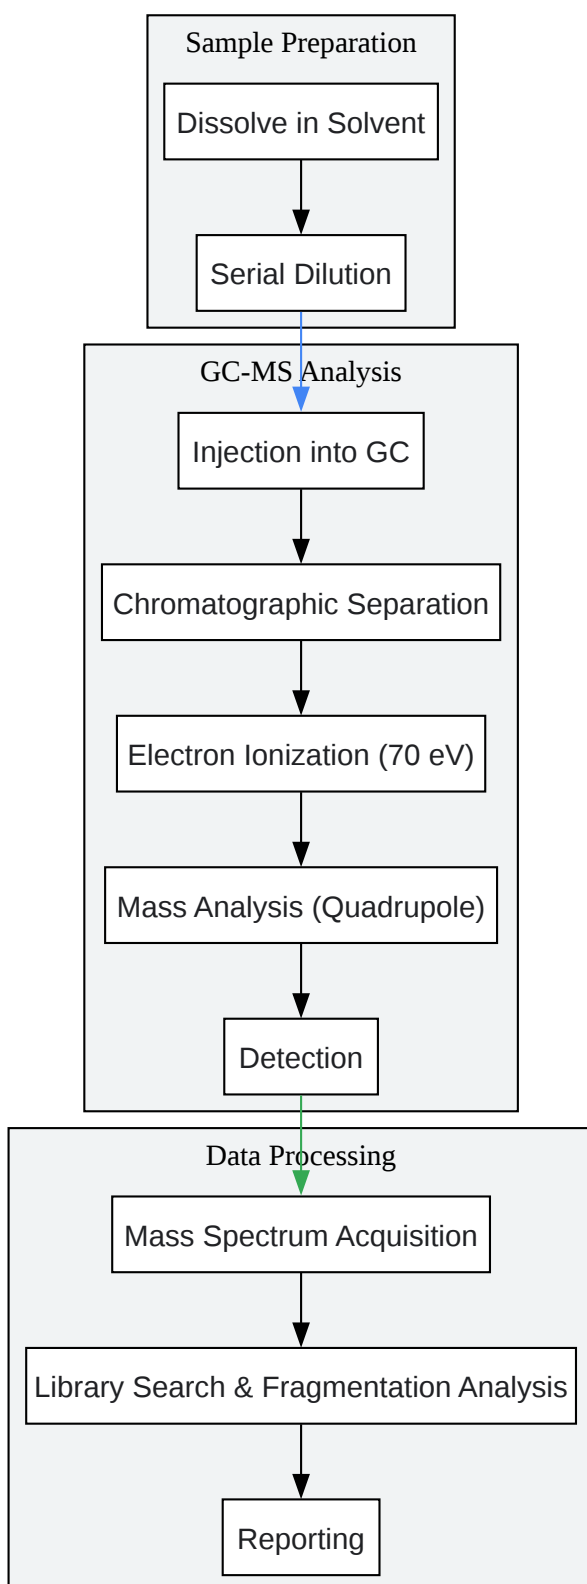 Sample Preparation
Dissolve in Solvent
Serial Dilution
GC-MS Analysis
Injection into GC
Chromatographic Separation
Electron Ionization (70 eV)
Mass Analysis (Quadrupole)
Detection
Data Processing
Mass Spectrum Acquisition
Library Search & Fragmentation Analysis
Reporting